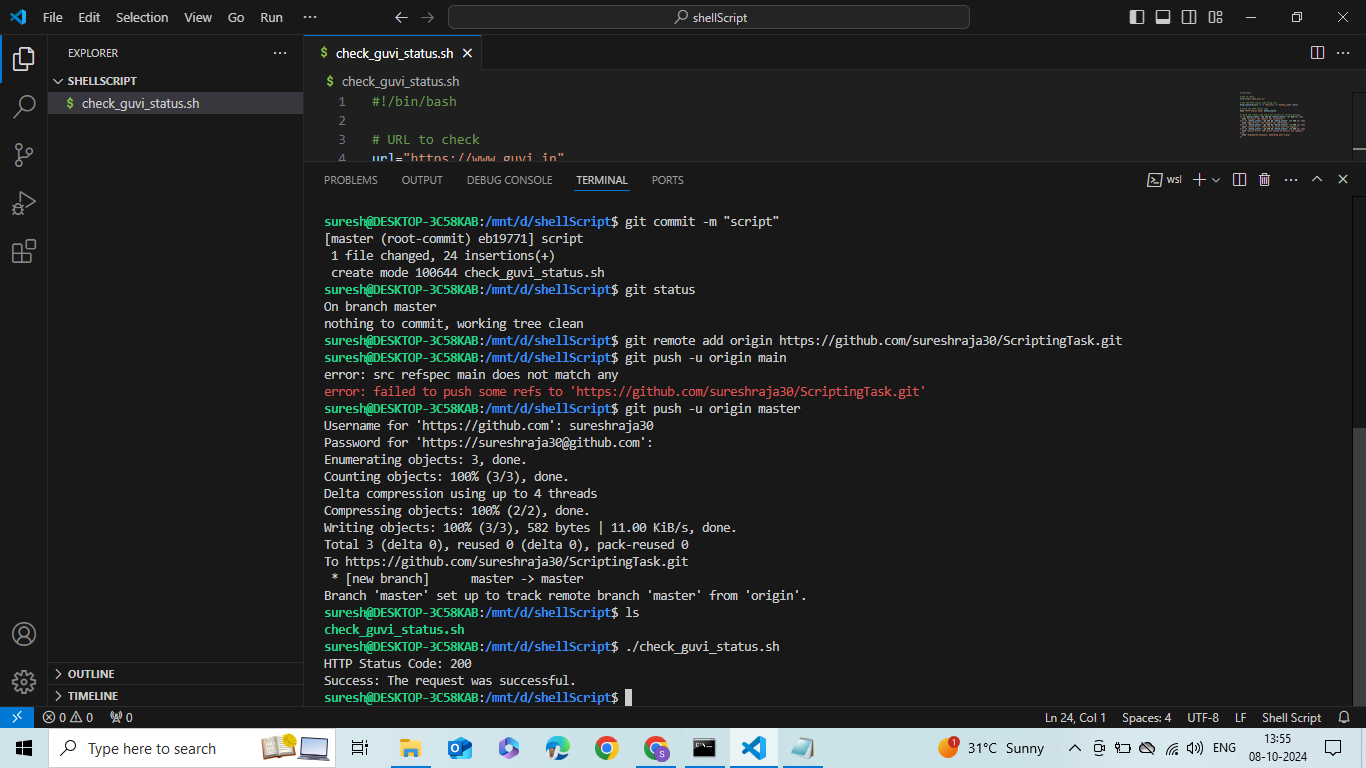 File Edit Selection View Go Run ···
shellScript
EXPLORER
SHELLSCRIPT
$ check_guvi_status.sh
OUTLINE
TIMELINE
$ check_guvi_status.sh
$ check_guvi_status.sh
1 #!/bin/bash
2
3 # URL to check
4 url="https://www.guvi.in"
PROBLEMS OUTPUT DEBUG CONSOLE TERMINAL PORTS
wsl
suresh@DESKTOP-3C58KAB:/mnt/d/shellScript$ git commit -m "script"
[master (root-commit) eb19771] script
1 file changed, 24 insertions(+)
create mode 100644 check_guvi_status.sh
suresh@DESKTOP-3C58KAB:/mnt/d/shellScript$ git status
On branch master
nothing to commit, working tree clean
suresh@DESKTOP-3C58KAB:/mnt/d/shellScript$ git remote add origin https://github.com/sureshraja30/ScriptingTask.git
suresh@DESKTOP-3C58KAB:/mnt/d/shellScript$ git push -u origin main
error: src refspec main does not match any
error: failed to push some refs to 'https://github.com/sureshraja30/ScriptingTask.git'
suresh@DESKTOP-3C58KAB:/mnt/d/shellScript$ git push -u origin master
Username for 'https://github.com': sureshraja30
Password for 'https://sureshraja30@github.com':
Enumerating objects: 3, done.
Counting objects: 100% (3/3), done.
Delta compression using up to 4 threads
Compressing objects: 100% (2/2), done.
Writing objects: 100% (3/3), 582 bytes | 11.00 KiB/s, done.
Total 3 (delta 0), reused 0 (delta 0), pack-reused 0
To https://github.com/sureshraja30/ScriptingTask.git
* [new branch] master -> master
Branch 'master' set up to track remote branch 'master' from 'origin'.
suresh@DESKTOP-3C58KAB:/mnt/d/shellScript$ ls
check_guvi_status.sh
suresh@DESKTOP-3C58KAB:/mnt/d/shellScript$ ./check_guvi_status.sh
HTTP Status Code: 200
Success: The request was successful.
suresh@DESKTOP-3C58KAB:/mnt/d/shellScript$
0 0 0
Ln 24, Col 1 Spaces: 4 UTF-8 LF Shell Script
Type here to search
S
1
31°C Sunny
ENG
13:55
08-10-2024